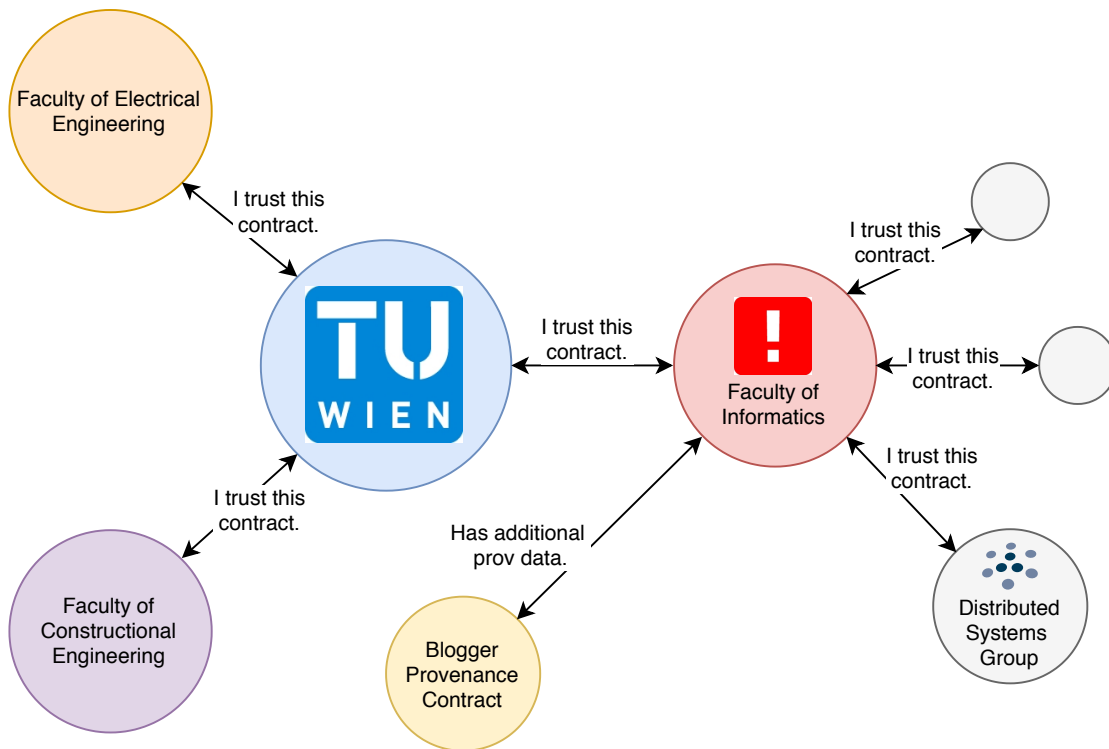 Faculty of Electrical
Engineering
I trust this
contract.
TU
WIEN
I trust this
contract.
!
Faculty of
Informatics
I trust this
contract.
I trust this
contract.
I trust this
contract.
I trust this
contract.
Has additional
prov data.
Faculty of
Constructional
Engineering
Blogger
Provenance
Contract
Distributed
Systems
Group